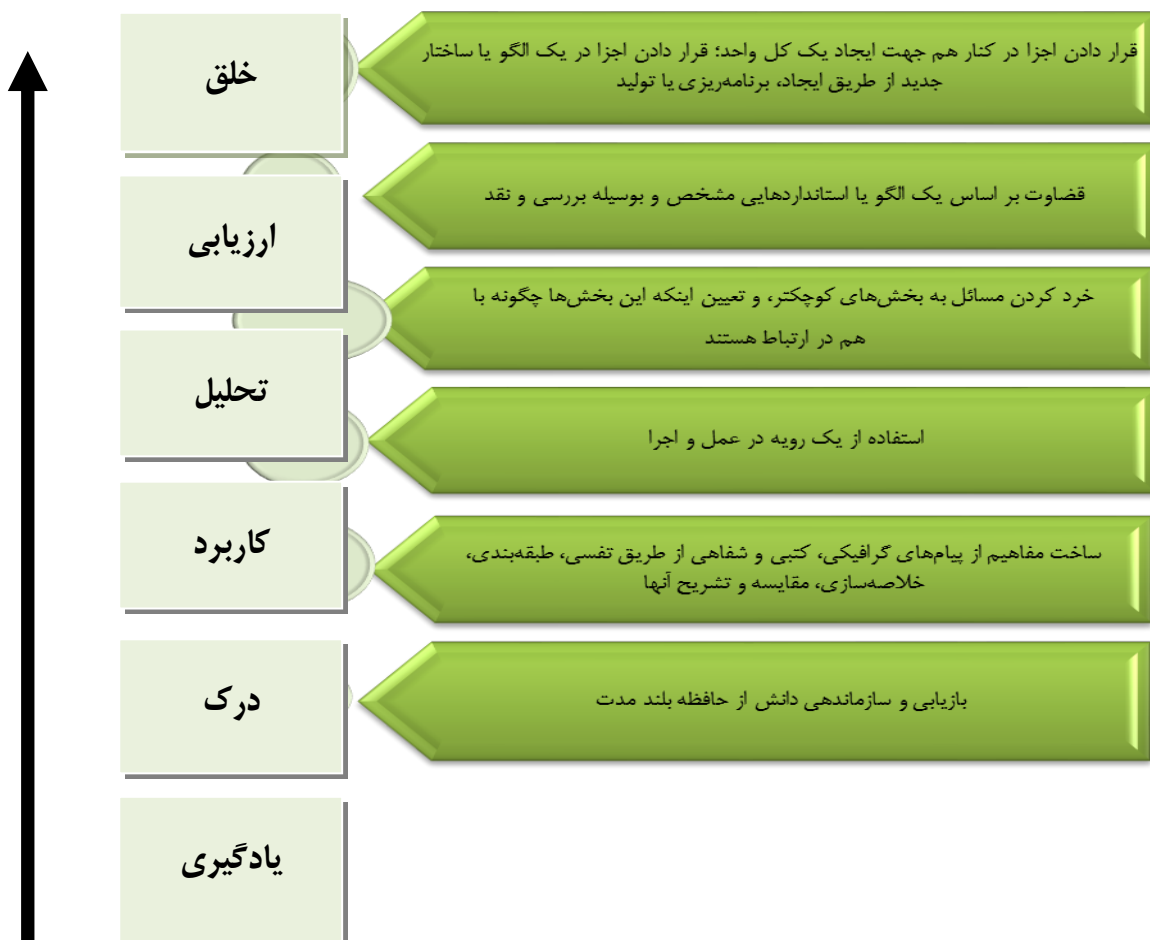 خلق
قرار دادن اجزا در کنار هم جهت ایجاد یک کل واحد؛ قرار دادن اجزا در یک الگو یا ساختار
جدید از طریق ایجاد، برنامه‌ریزی یا تولید
ارزیابی
قضاوت بر اساس یک الگو یا استانداردهایی مشخص و بوسیله بررسی و نقد
تحلیل
خرد کردن مسائل به بخش‌های کوچکتر، و تعیین اینکه این بخش‌ها چگونه با
هم در ارتباط هستند
کاربرد
استفاده از یک رویه در عمل و اجرا
درک
ساخت مفاهیم از پیام‌های گرافیکی، کتبی و شفاهی از طریق تفسی، طبقه‌بندی،
خلاصه‌سازی، مقایسه و تشریح آنها
یادگیری
بازیابی و سازماندهی دانش از حافظه بلند مدت